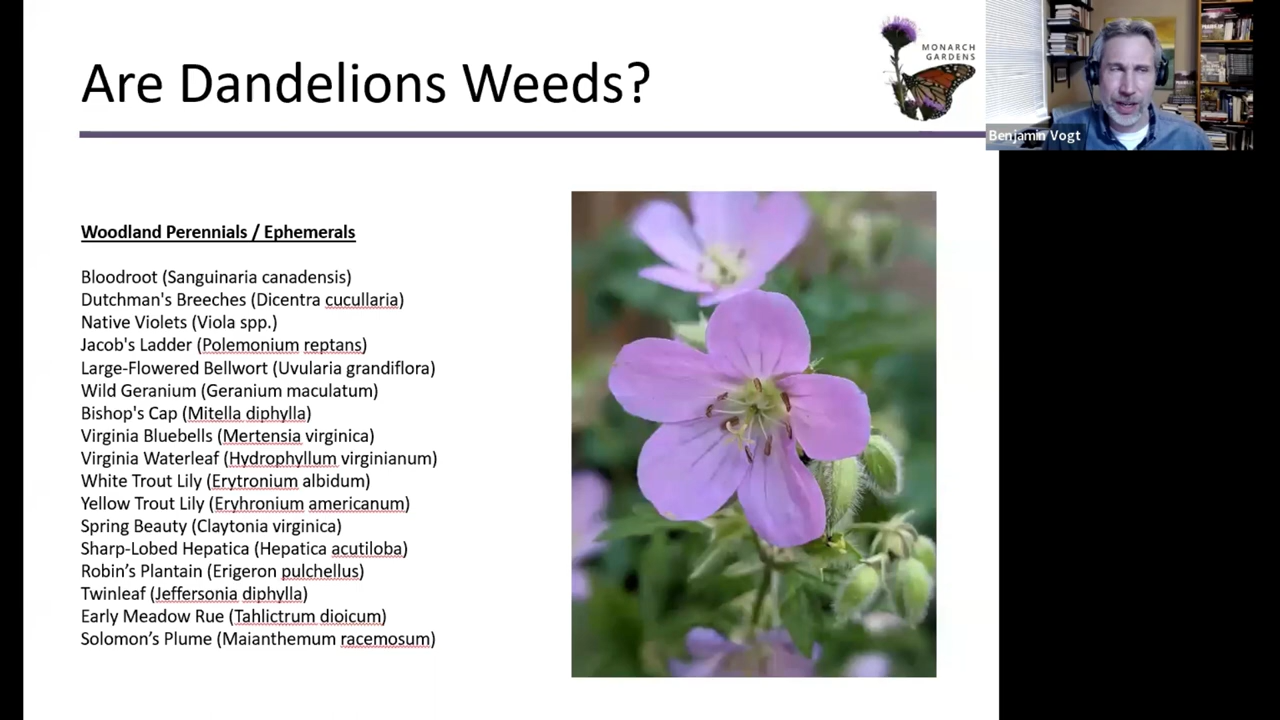 Are Dandelions Weeds?
MONARCH
GARDENS
Benjamin Vogt
Woodland Perennials / Ephemerals
Bloodroot (Sanguinaria canadensis)
Dutchman's Breeches (Dicentra cucullaria)
Native Violets (Viola spp.)
Jacob's Ladder (Polemonium reptans)
Large-Flowered Bellwort (Uvularia grandiflora)
Wild Geranium (Geranium maculatum)
Bishop's Cap (Mitella diphylla)
Virginia Bluebells (Mertensia virginica)
Virginia Waterleaf (Hydrophyllum virginianum)
White Trout Lily (Erytronium albidum)
Yellow Trout Lily (Eryhronium americanum)
Spring Beauty (Claytonia virginica)
Sharp-Lobed Hepatica (Hepatica acutiloba)
Robin’s Plantain (Erigeron pulchellus)
Twinleaf (Jeffersonia diphylla)
Early Meadow Rue (Tahlictrum dioicum)
Solomon’s Plume (Maianthemum racemosum)